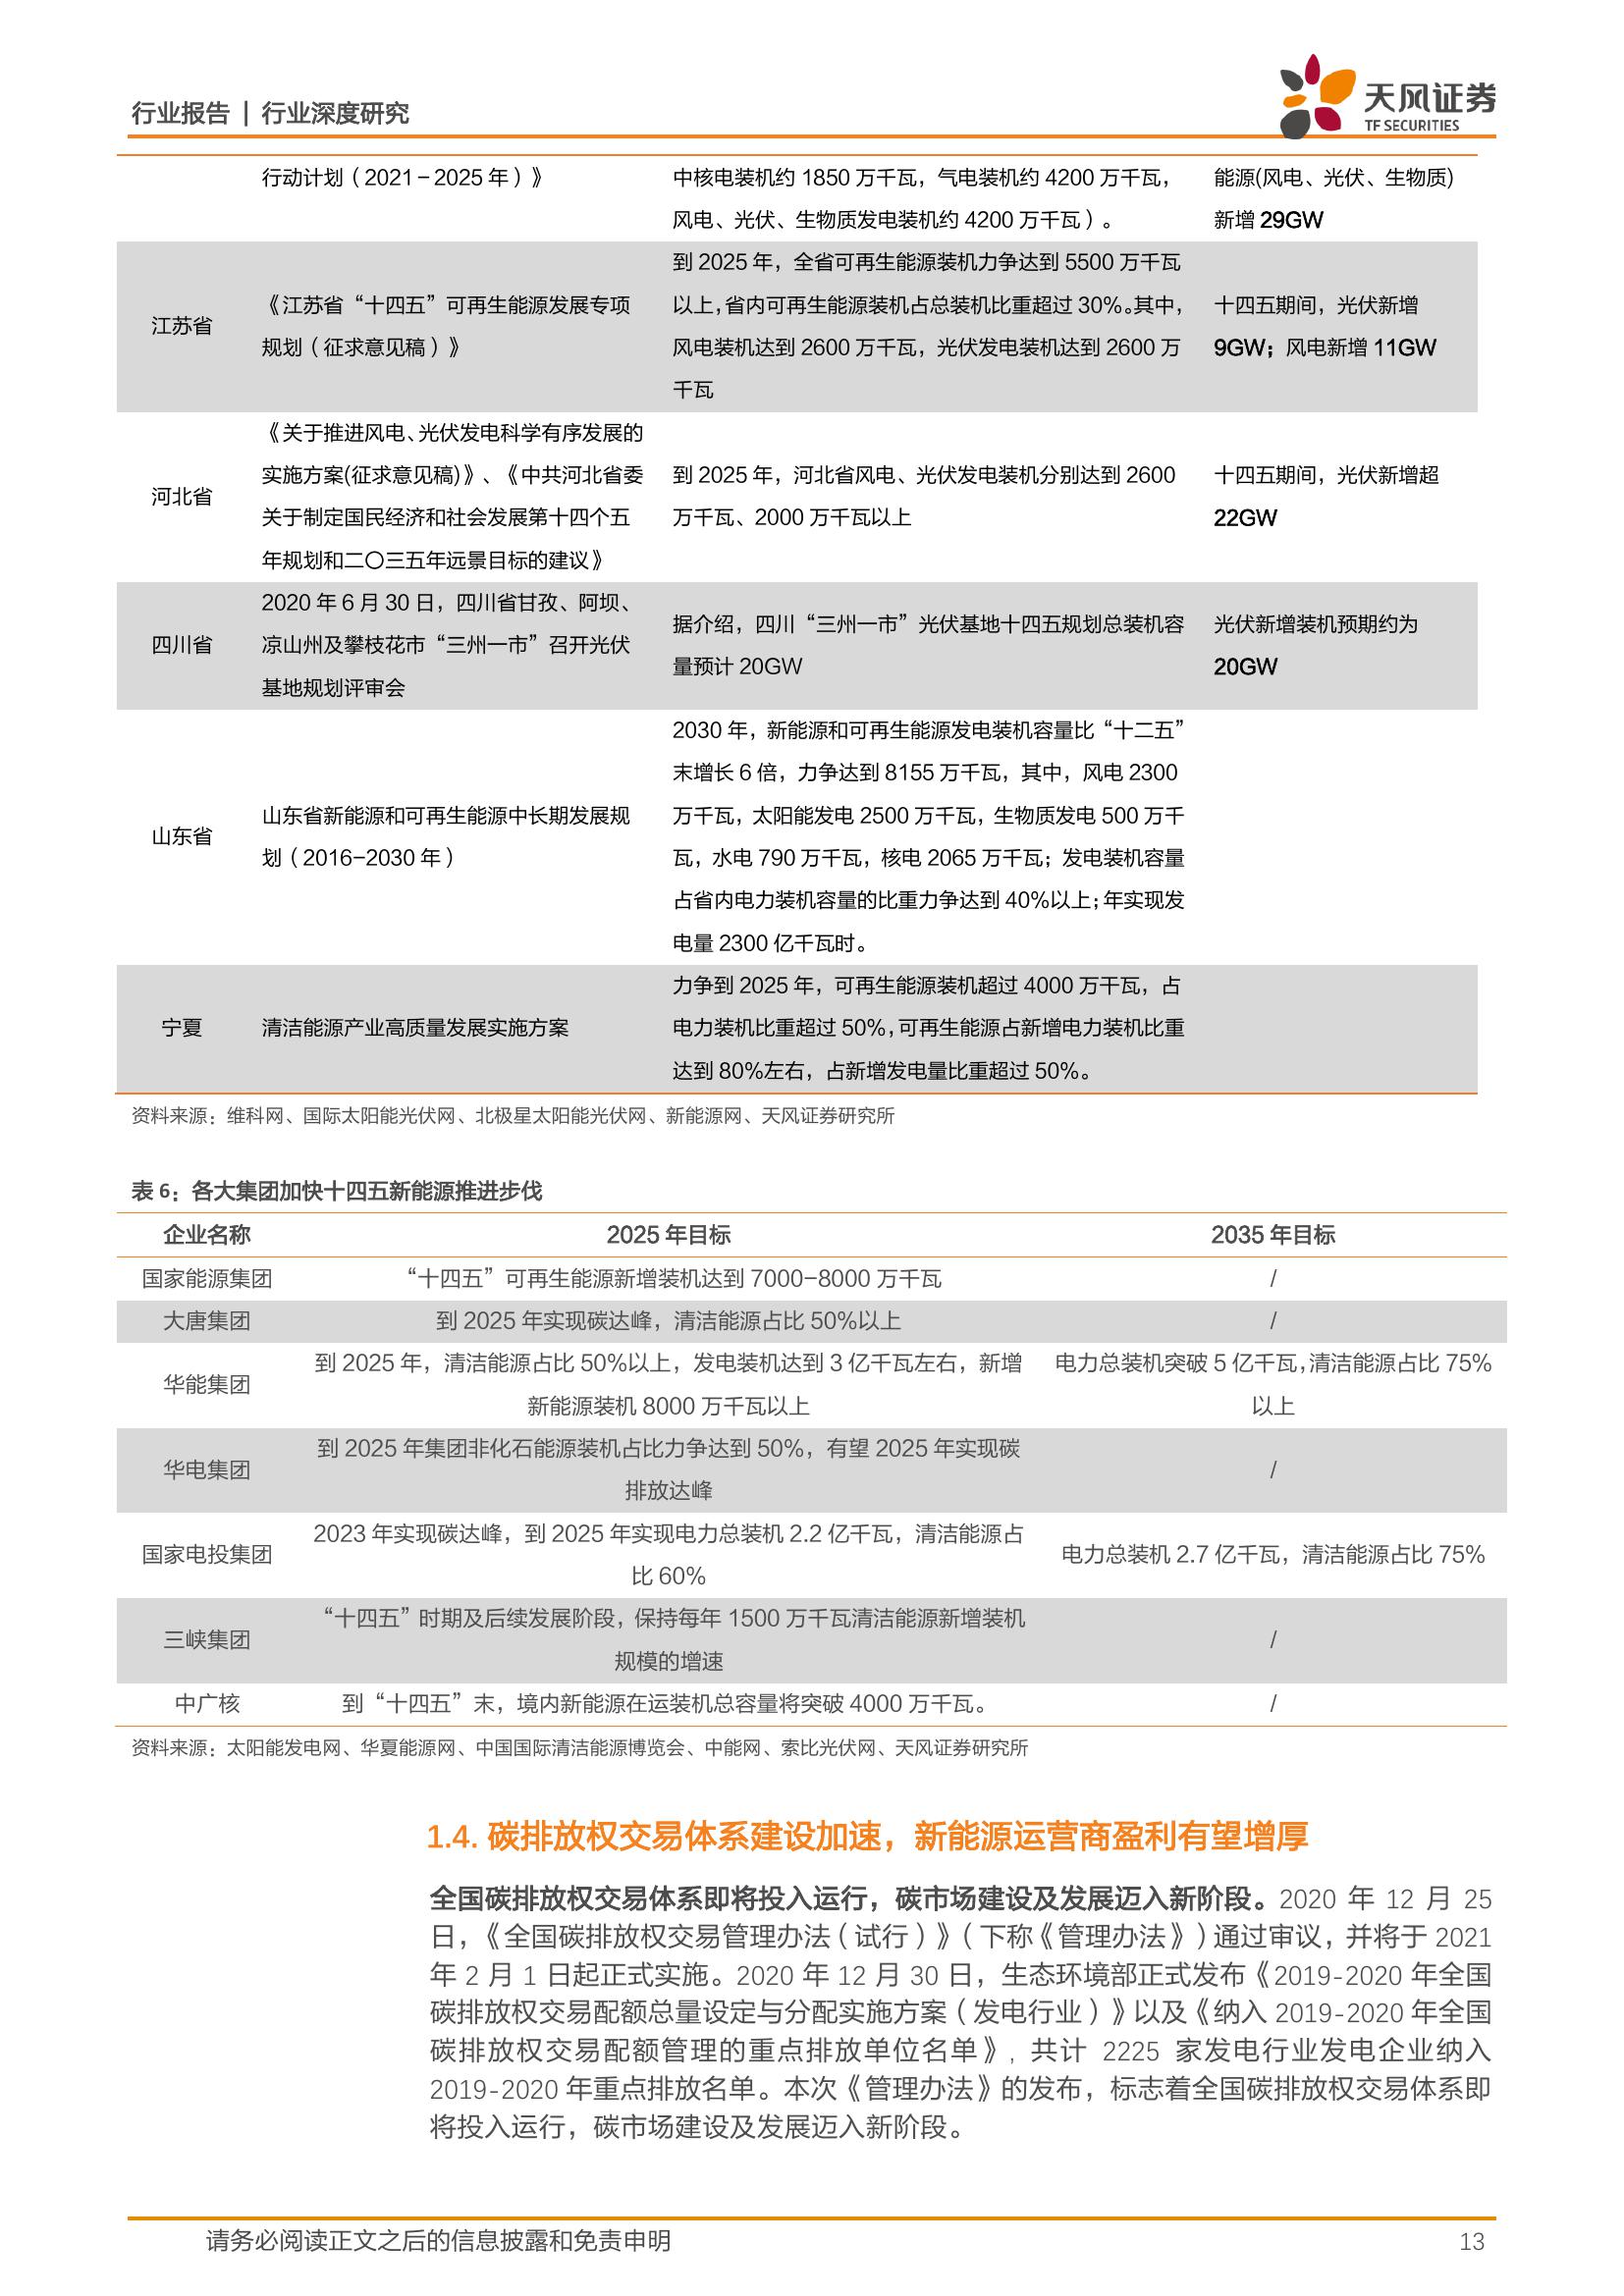 行业报告 | 行业深度研究
天风证券
TF SECURITIES
行动计划（2021-2025 年）》
中核电装机约 1850 万千瓦，气电装机约 4200 万千瓦，
风电、光伏、生物质发电装机约 4200 万千瓦）。
能源(风电、光伏、生物质)
新增 29GW
江苏省
《江苏省“十四五”可再生能源发展专项
规划（征求意见稿）》
到 2025 年，全省可再生能源装机力争达到 5500 万千瓦
以上，省内可再生能源装机占总装机比重超过 30%。其中，
风电装机达到 2600 万千瓦，光伏发电装机达到 2600 万
千瓦
十四五期间，光伏新增
9GW；风电新增 11GW
河北省
《关于推进风电、光伏发电科学有序发展的
实施方案(征求意见稿)》、《中共河北省委
关于制定国民经济和社会发展第十四个五
年规划和二〇三五年远景目标的建议》
到 2025 年，河北省风电、光伏发电装机分别达到 2600
万千瓦、2000 万千瓦以上
十四五期间，光伏新增超
22GW
四川省
2020 年 6 月 30 日，四川省甘孜、阿坝、
凉山州及攀枝花市“三州一市”召开光伏
基地规划评审会
据介绍，四川“三州一市”光伏基地十四五规划总装机容
量预计 20GW
光伏新增装机预期约为
20GW
山东省
山东省新能源和可再生能源中长期发展规
划（2016-2030 年）
2030 年，新能源和可再生能源发电装机容量比“十二五”
末增长 6 倍，力争达到 8155 万千瓦，其中，风电 2300
万千瓦，太阳能发电 2500 万千瓦，生物质发电 500 万千
瓦，水电 790 万千瓦，核电 2065 万千瓦；发电装机容量
占省内电力装机容量的比重力争达到 40%以上；年实现发
电量 2300 亿千瓦时。
宁夏
清洁能源产业高质量发展实施方案
力争到 2025 年，可再生能源装机超过 4000 万千瓦，占
电力装机比重超过 50%，可再生能源占新增电力装机比重
达到 80%左右，占新增发电量比重超过 50%。
资料来源：维科网、国际太阳能光伏网、北极星太阳能光伏网、新能源网、天风证券研究所
表 6：各大集团加快十四五新能源推进步伐
企业名称
2025 年目标
2035 年目标
国家能源集团
“十四五”可再生能源新增装机达到 7000-8000 万千瓦
/
大唐集团
到 2025 年实现碳达峰，清洁能源占比 50%以上
/
华能集团
到 2025 年，清洁能源占比 50%以上，发电装机达到 3 亿千瓦左右，新增
新能源装机 8000 万千瓦以上
电力总装机突破 5 亿千瓦，清洁能源占比 75%
以上
华电集团
到 2025 年集团非化石能源装机占比力争达到 50%，有望 2025 年实现碳
排放达峰
/
国家电投集团
2023 年实现碳达峰，到 2025 年实现电力总装机 2.2 亿千瓦，清洁能源占
比 60%
电力总装机 2.7 亿千瓦，清洁能源占比 75%
三峡集团
“十四五”时期及后续发展阶段，保持每年 1500 万千瓦清洁能源新增装机
规模的增速
/
中广核
到“十四五”末，境内新能源在运装机总容量将突破 4000 万千瓦。
/
资料来源：太阳能发电网、华夏能源网、中国国际清洁能源博览会、中能网、索比光伏网、天风证券研究所
1.4. 碳排放权交易体系建设加速，新能源运营商盈利有望增厚
全国碳排放权交易体系即将投入运行，碳市场建设及发展迈入新阶段。2020 年 12 月 25
日，《全国碳排放权交易管理办法（试行）》（下称《管理办法》）通过审议，并将于 2021
年 2 月 1 日起正式实施。2020 年 12 月 30 日，生态环境部正式发布《2019-2020 年全国
碳排放权交易配额总量设定与分配实施方案（发电行业）》以及《纳入 2019-2020 年全国
碳排放权交易配额管理的重点排放单位名单》, 共计 2225 家发电行业发电企业纳入
2019-2020 年重点排放名单。本次《管理办法》的发布，标志着全国碳排放权交易体系即
将投入运行，碳市场建设及发展迈入新阶段。
请务必阅读正文之后的信息披露和免责申明
13